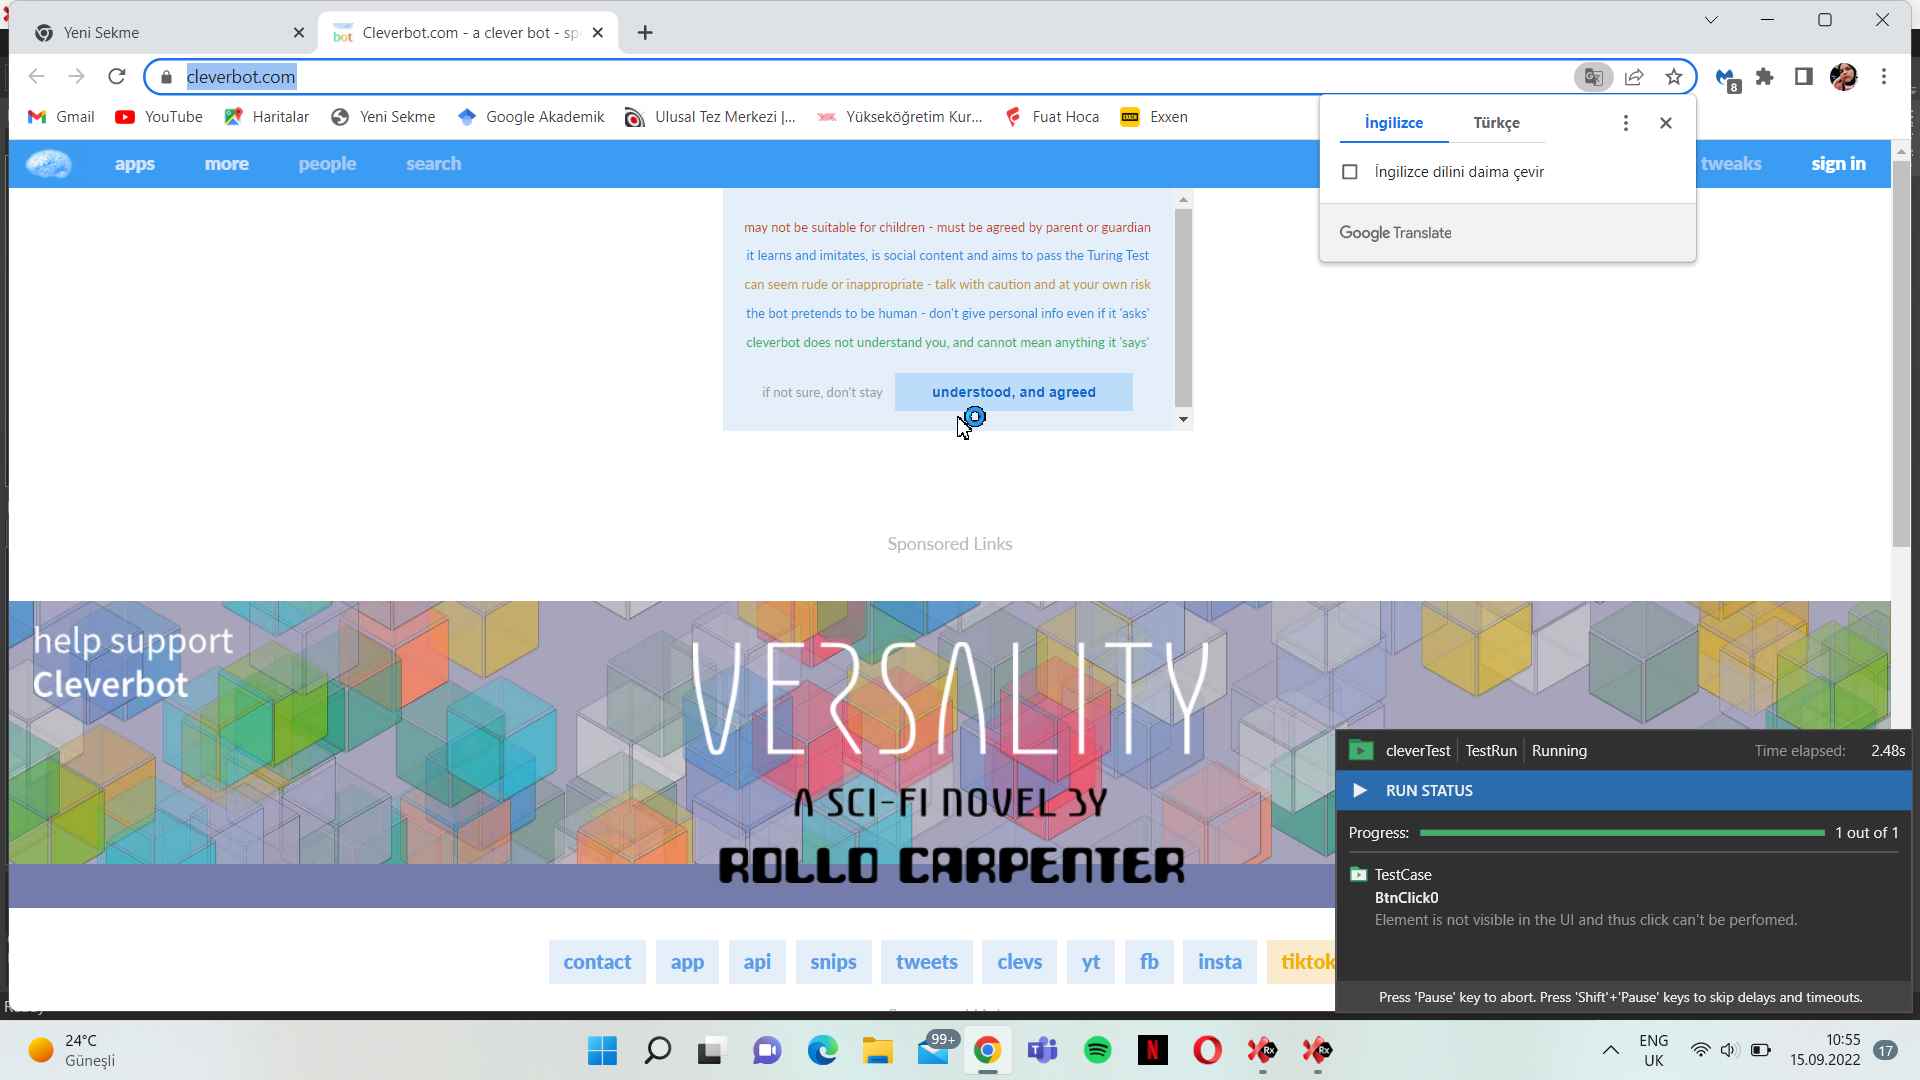 Yeni Sekme
bot
Cleverbot.com - a clever bot - sp
cleverbot.com
8
Gmail
YouTube
Haritalar
Yeni Sekme
Google Akademik
Ulusal Tez Merkezi |...
Yükseköğretim Kur...
Fuat Hoca
EXXEN
Exxen
İngilizce
Türkçe
İngilizce dilini daima çevir
Google Translate
apps
more
people
search
tweaks
sign in
may not be suitable for children - must be agreed by parent or guardian
it learns and imitates, is social content and aims to pass the Turing Test
can seem rude or inappropriate - talk with caution and at your own risk
the bot pretends to be human - don't give personal info even if it 'asks'
cleverbot does not understand you, and cannot mean anything it 'says'
if not sure, don't stay
understood, and agreed
Sponsored Links
help support
Cleverbot
VERSALITY
A SCI-FI NOVEL BY
ROLLO CARPENTER
cleverTest
TestRun
Running
Time elapsed:
2.48s
RUN STATUS
Progress:
1 out of 1
TestCase
BtnClick0
Element is not visible in the UI and thus click can't be perfomed.
Press 'Pause' key to abort. Press 'Shift'+'Pause' keys to skip delays and timeouts.
contact
app
api
snips
tweets
clevs
yt
fb
insta
tiktok
24°C
Güneşli
99+
N
Rx
Rx
ENG
UK
10:55
15.09.2022
17